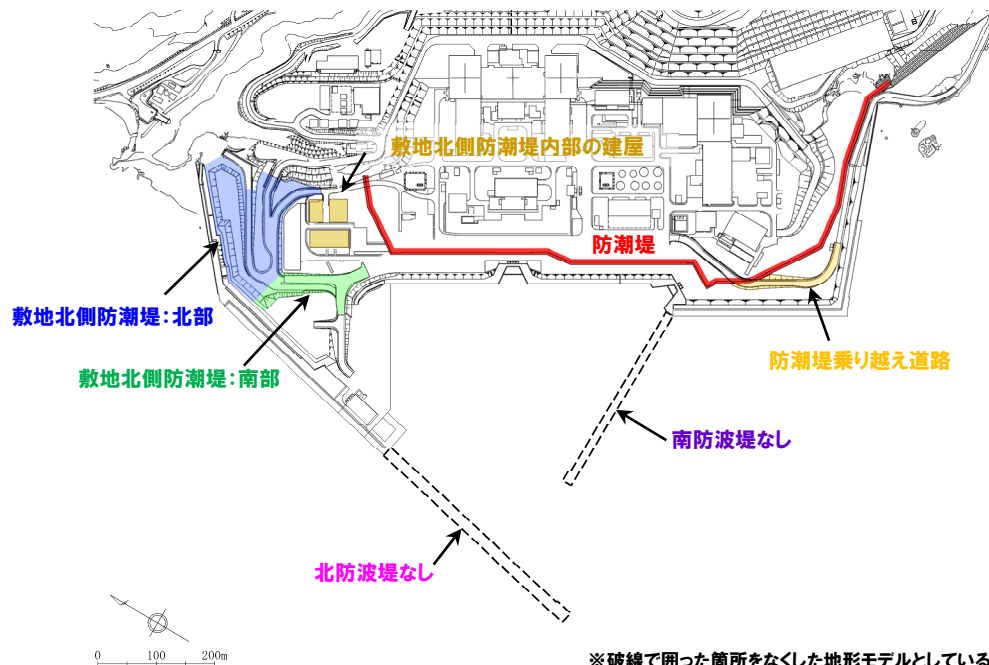 敷地北側防潮堤内部の建屋
防潮堤
敷地北側防潮堤：北部
防潮堤乗り越え道路
敷地北側防潮堤：南部
南防波堤なし
北防波堤なし
0 100 200m
※破線で囲った箇所をなくした地形モデルとしている